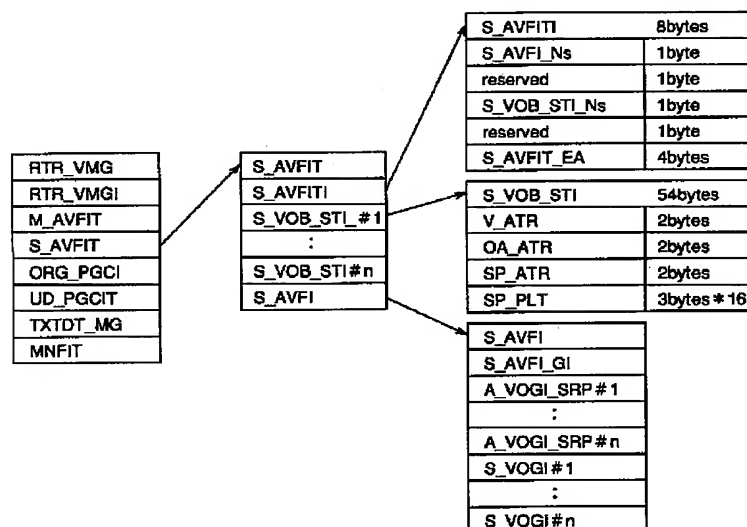 RTR_VMG
RTR_VMGI
M_AVFIT
S_AVFIT
ORG_PGCI
UD_PGCIT
TXTDT_MG
MNFIT
S_AVFIT
S_AVFITI
S_VOB_STI_#1
:
S_VOB_STI#n
S_AVFI
S_AVFITI 8bytes
S_AVFI_Ns 1byte
reserved 1byte
S_VOB_STI_Ns 1byte
reserved 1byte
S_AVFIT_EA 4bytes
S_VOB_STI 54bytes
V_ATR 2bytes
OA_ATR 2bytes
SP_ATR 2bytes
SP_PLT 3bytes*16
S_AVFI
S_AVFI_GI
A_VOGI_SRP#1
:
A_VOGI_SRP#n
S_VOGI#1
:
S_VOGI#n